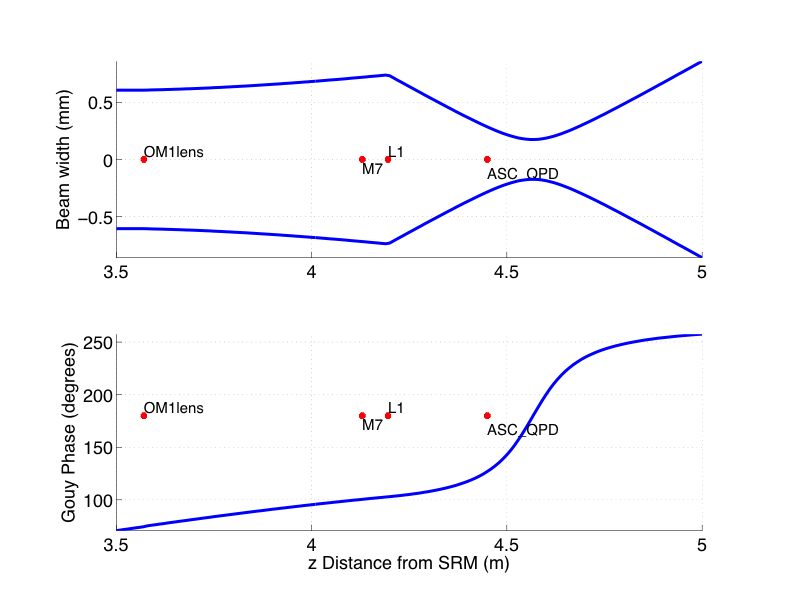 Beam width (mm)
0.5
0
−0.5
OM1lens
M7
L1
ASC_QPD
3.5
4
4.5
5
Gouy Phase (degrees)
250
200
150
100
OM1lens
M7
L1
ASC_QPD
3.5
4
4.5
5
z Distance from SRM (m)